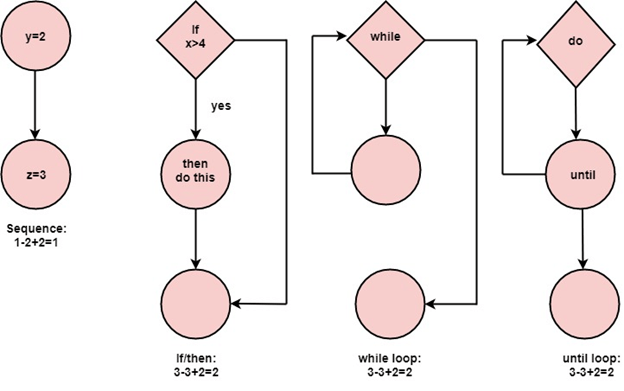 y=2
z=3
Sequence:
1-2+2=1
If
x>4
yes
then
do this
If/then:
3-3+2=2
while
while loop:
3-3+2=2
do
until
until loop:
3-3+2=2